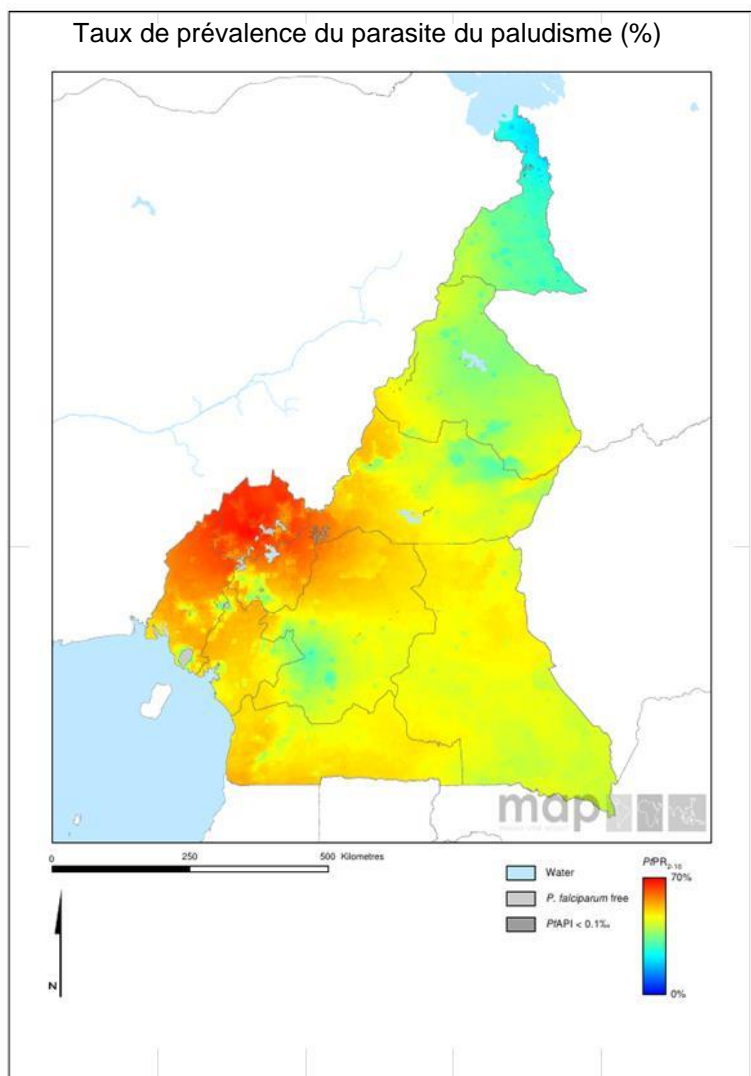 Taux de prévalence du parasite du paludisme (%)
map
0 250 500 Kilometres
Water
P. falciparum free
PfAPI < 0.1‰
PfPR2-10
70%
0%
N